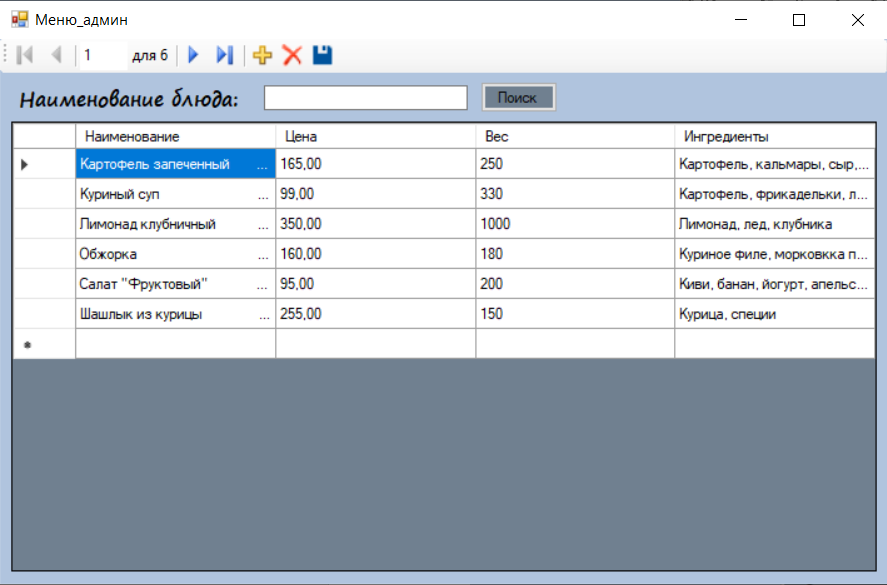 Меню_админ
1 для 6
Наименование блюда: Поиск
Наименование Цена Вес Ингредиенты
Картофель запеченный ... 165,00 250 Картофель, кальмары, сыр,...
Куриный суп ... 99,00 330 Картофель, фрикадельки, л...
Лимонад клубничный ... 350,00 1000 Лимонад, лед, клубника
Обжорка ... 160,00 180 Куриное филе, морковкка п...
Салат "Фруктовый" ... 95,00 200 Киви, банан, йогурт, апельс...
Шашлык из курицы ... 255,00 150 Курица, специи